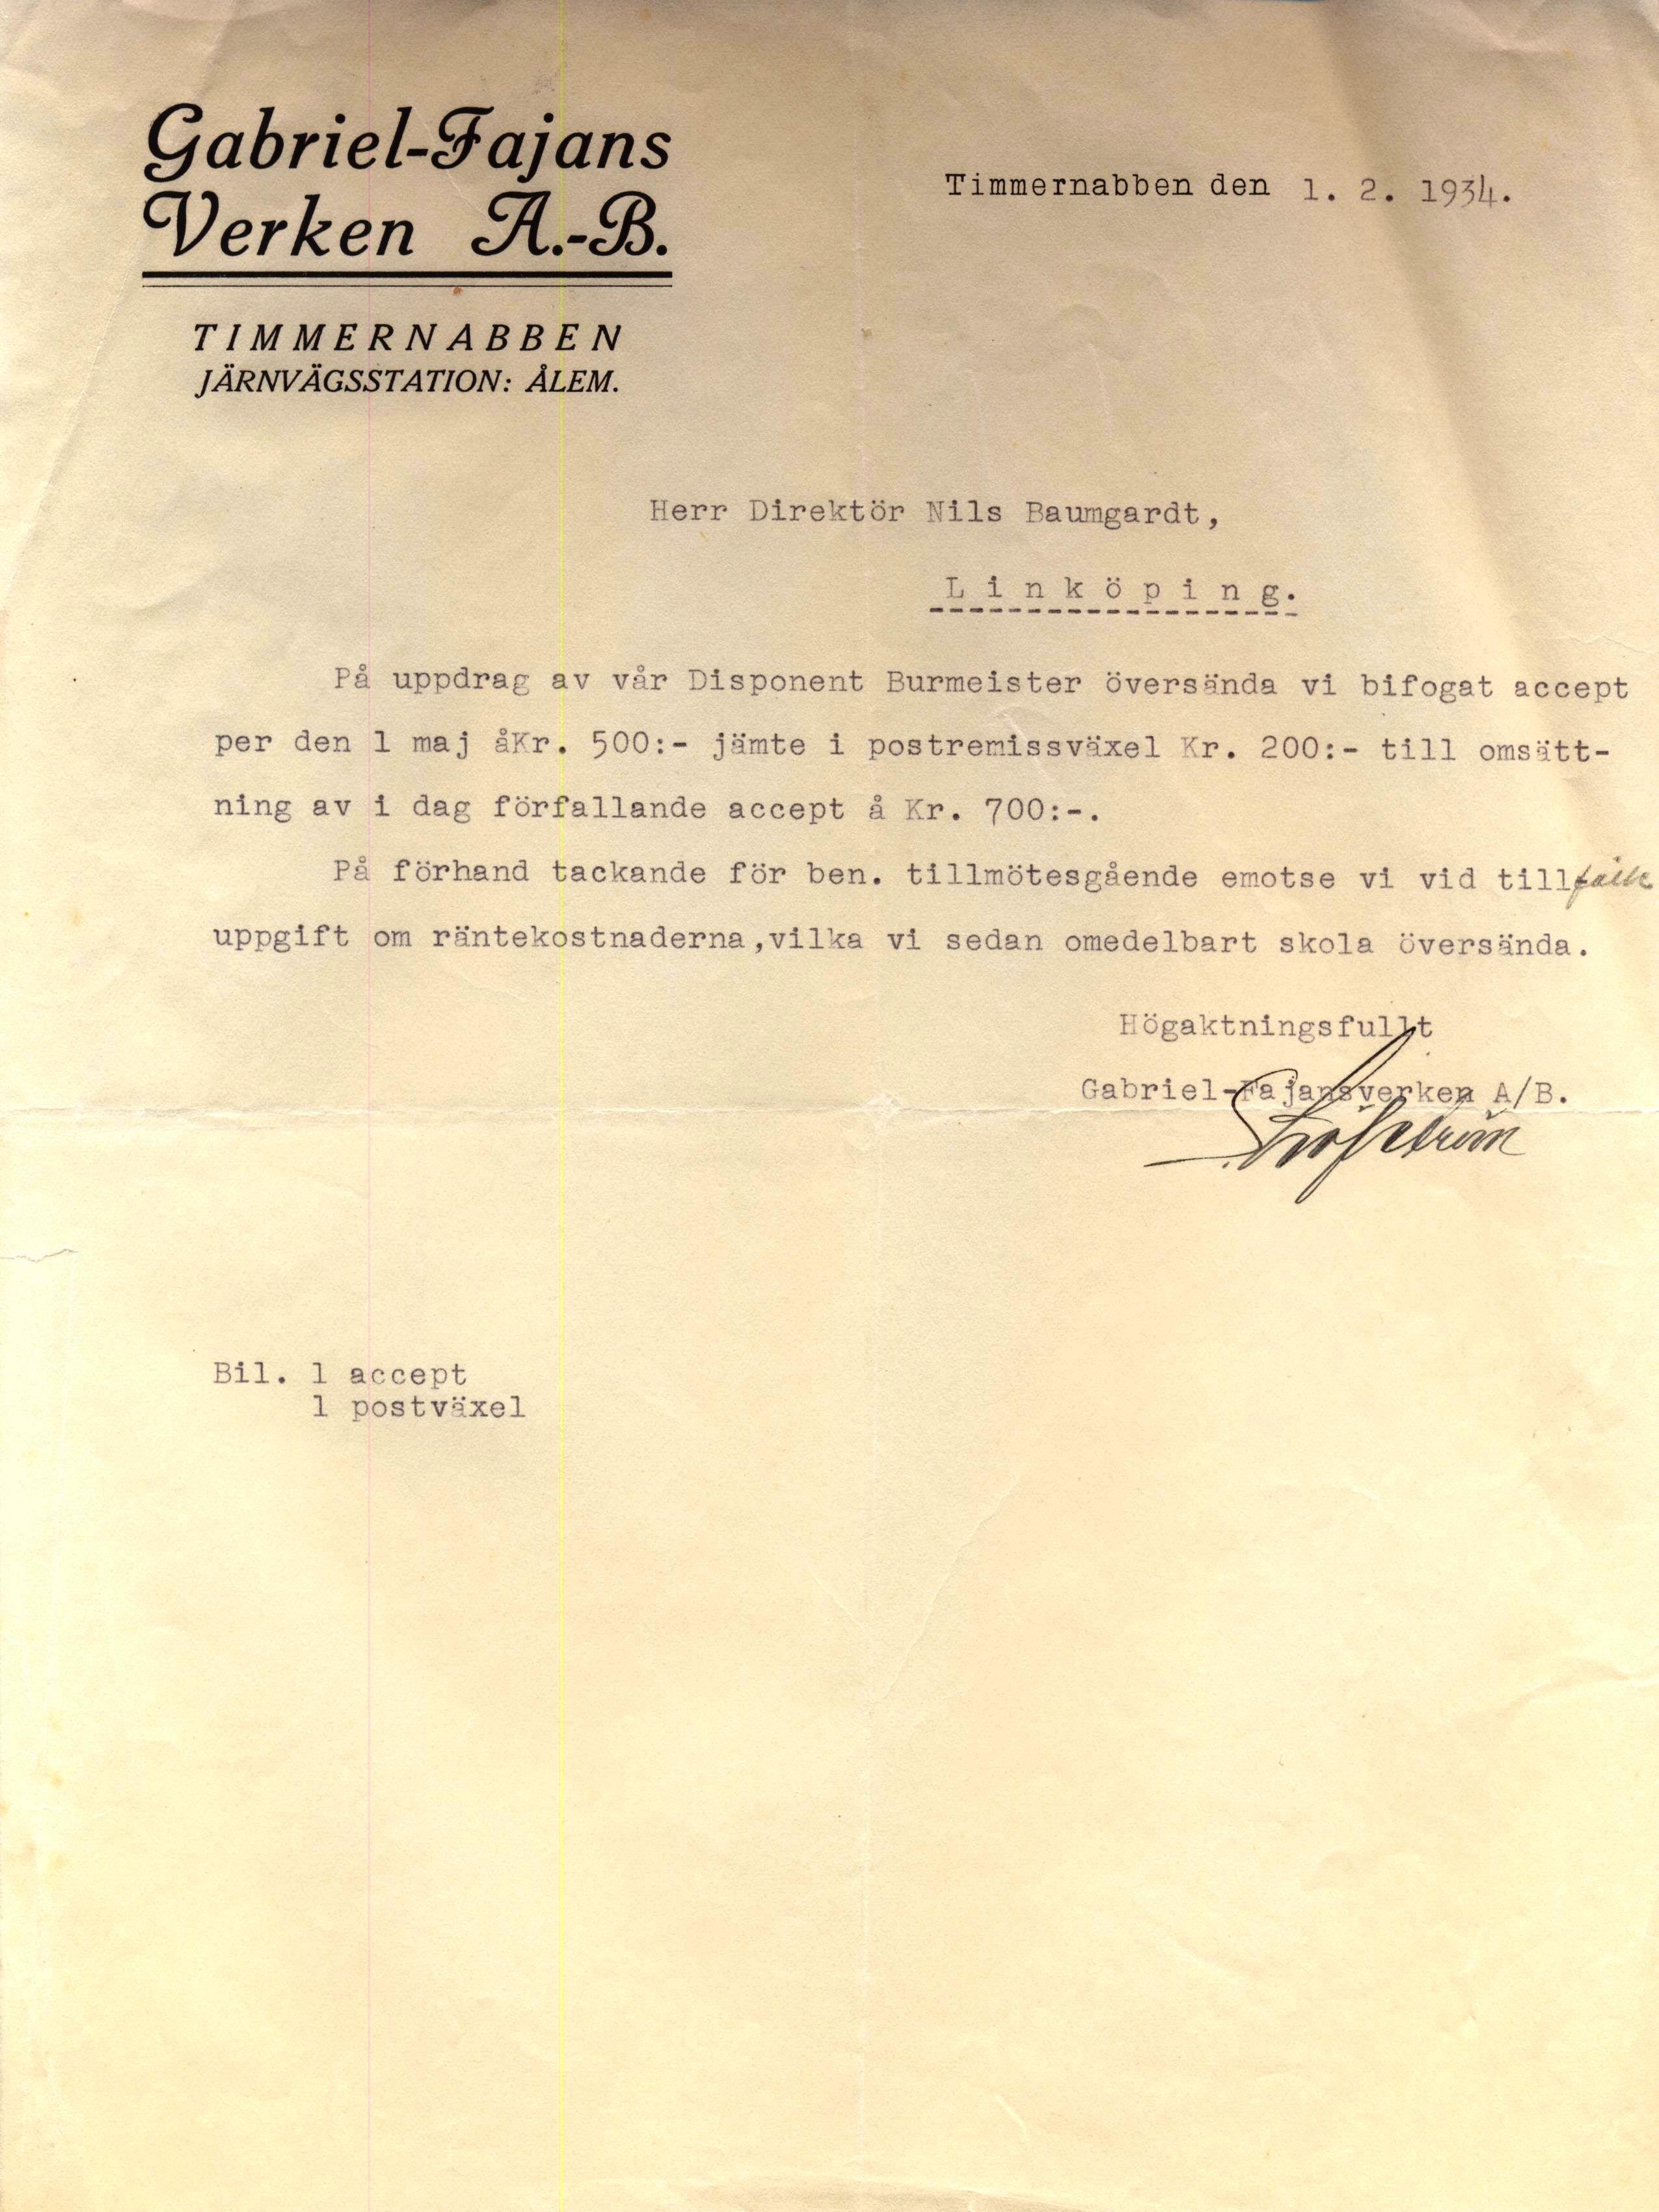 Gabriel-Fajans
Verken A.-B.
TIMMERNABBEN
JÄRNVÄGSSTATION: ÅLEM.
Timmernabben den 1. 2. 1934.
Herr Direktör Nils Baumgardt,
Linköping.
På uppdrag av vår Disponent Burmeister översända vi bifogat accept
per den 1 maj åKr. 500:- jämte i postremissväxel Kr. 200:- till omsätt-
ning av i dag förfallande accept å Kr. 700:-.
På förhand tackande för ben. tillmötesgående emotse vi vid tillfälle
uppgift om räntekostnaderna,vilka vi sedan omedelbart skola översända.
Högaktningsfullt
Gabriel-Fajansverken A/B.
Bil. 1 accept
1 postväxel